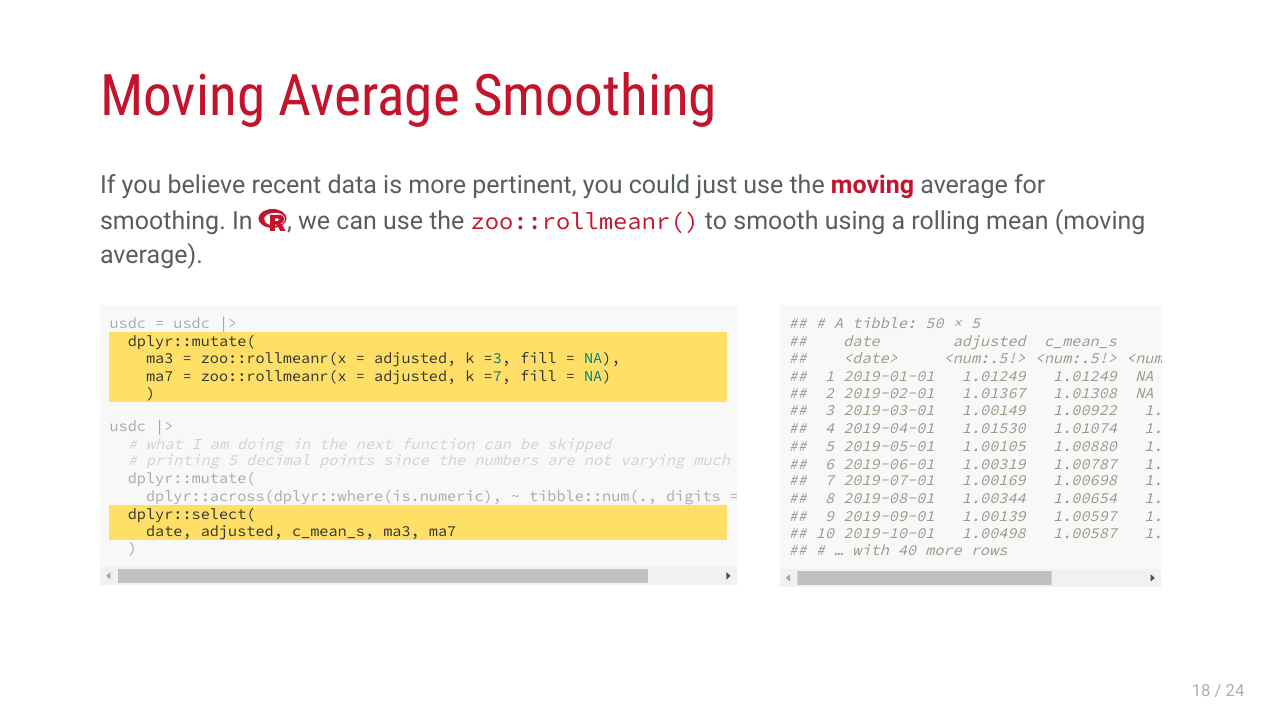 Moving Average Smoothing
If you believe recent data is more pertinent, you could just use the moving average for
smoothing. In R, we can use the zoo::rollmeanr() to smooth using a rolling mean (moving
average).
usdc = usdc |>
  dplyr::mutate(
    ma3 = zoo::rollmeanr(x = adjusted, k =3, fill = NA),
    ma7 = zoo::rollmeanr(x = adjusted, k =7, fill = NA)
    )
usdc |>
  # what I am doing in the next function can be skipped
  # printing 5 decimal points since the numbers are not varying much
  dplyr::mutate(
    dplyr::across(dplyr::where(is.numeric), ~ tibble::num(., digits =
  dplyr::select(
    date, adjusted, c_mean_s, ma3, ma7
  )
## # A tibble: 50 × 5
##    date        adjusted  c_mean_s
##    <date>     <num:.5!> <num:.5!> <num
##  1 2019-01-01   1.01249   1.01249  NA
##  2 2019-02-01   1.01367   1.01308  NA
##  3 2019-03-01   1.00149   1.00922   1.
##  4 2019-04-01   1.01530   1.01074   1.
##  5 2019-05-01   1.00105   1.00880   1.
##  6 2019-06-01   1.00319   1.00787   1.
##  7 2019-07-01   1.00169   1.00698   1.
##  8 2019-08-01   1.00344   1.00654   1.
##  9 2019-09-01   1.00139   1.00597   1.
## 10 2019-10-01   1.00498   1.00587   1.
## # … with 40 more rows
18 / 24